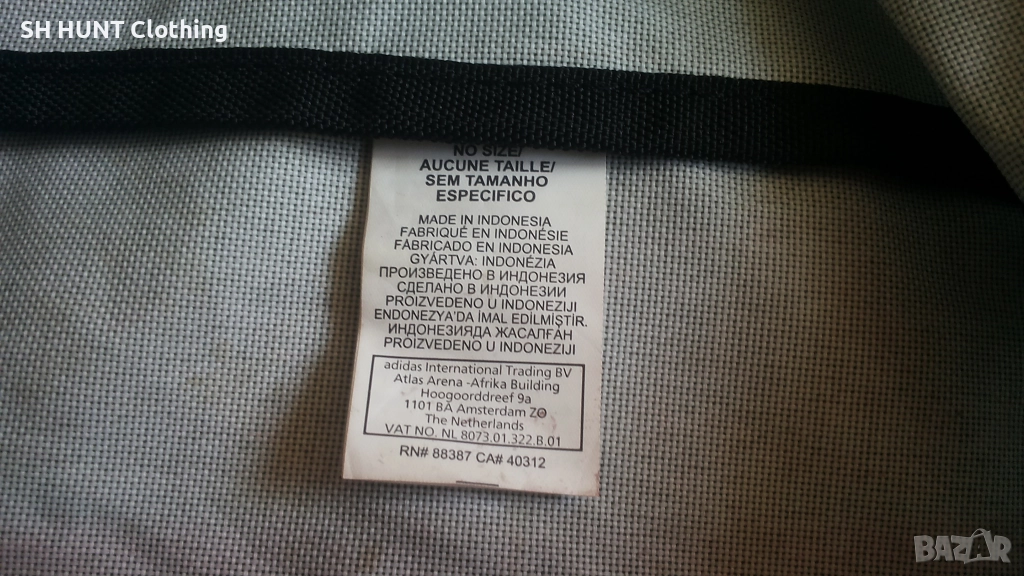 SH HUNT Clothing
NO SIZE/
AUCUNE TAILLE/
SEM TAMANHO
ESPECIFICO
MADE IN INDONESIA
FABRIQUÉ EN INDONÉSIE
FABRICADO EN INDONESIA
GYÁRTVA: INDONÉZIA
ПРОИЗВЕДЕНО В ИНДОНЕЗИЯ
СДЕЛАНО В ИНДОНЕЗИИ
PROIZVEDENO U INDONEZIJI
ENDONEZYA'DA İMAL EDİLMİŞTİR.
ИНДОНЕЗИЯДА ЖАСАЛҒАН
PROIZVEDENO U INDONEZIJI
adidas International Trading BV
Atlas Arena -Afrika Building
Hoogoorddreef 9a
1101 BA Amsterdam ZO
The Netherlands
VAT NO. NL 8073.01.322.B.01
RN# 88387 CA# 40312
BAZAR